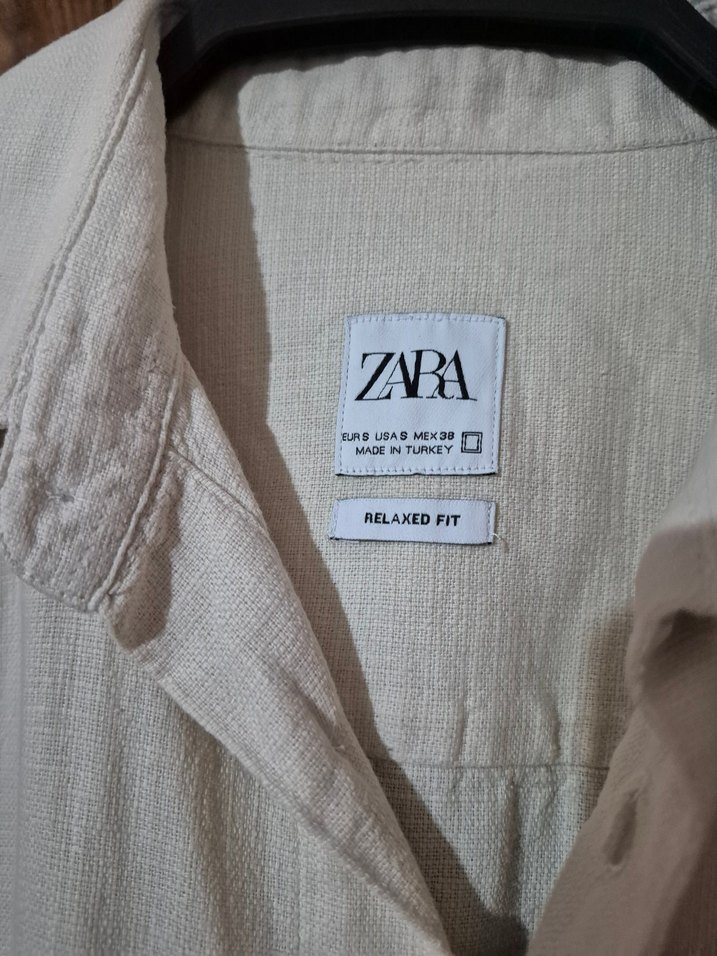 ZARA
EUR S USA S MEX 38
MADE IN TURKEY
RELAXED FIT